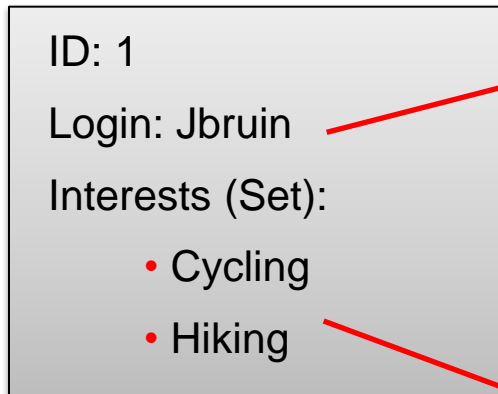 ID: 1
Login: Jbruin
Interests (Set):
• Cycling
• Hiking